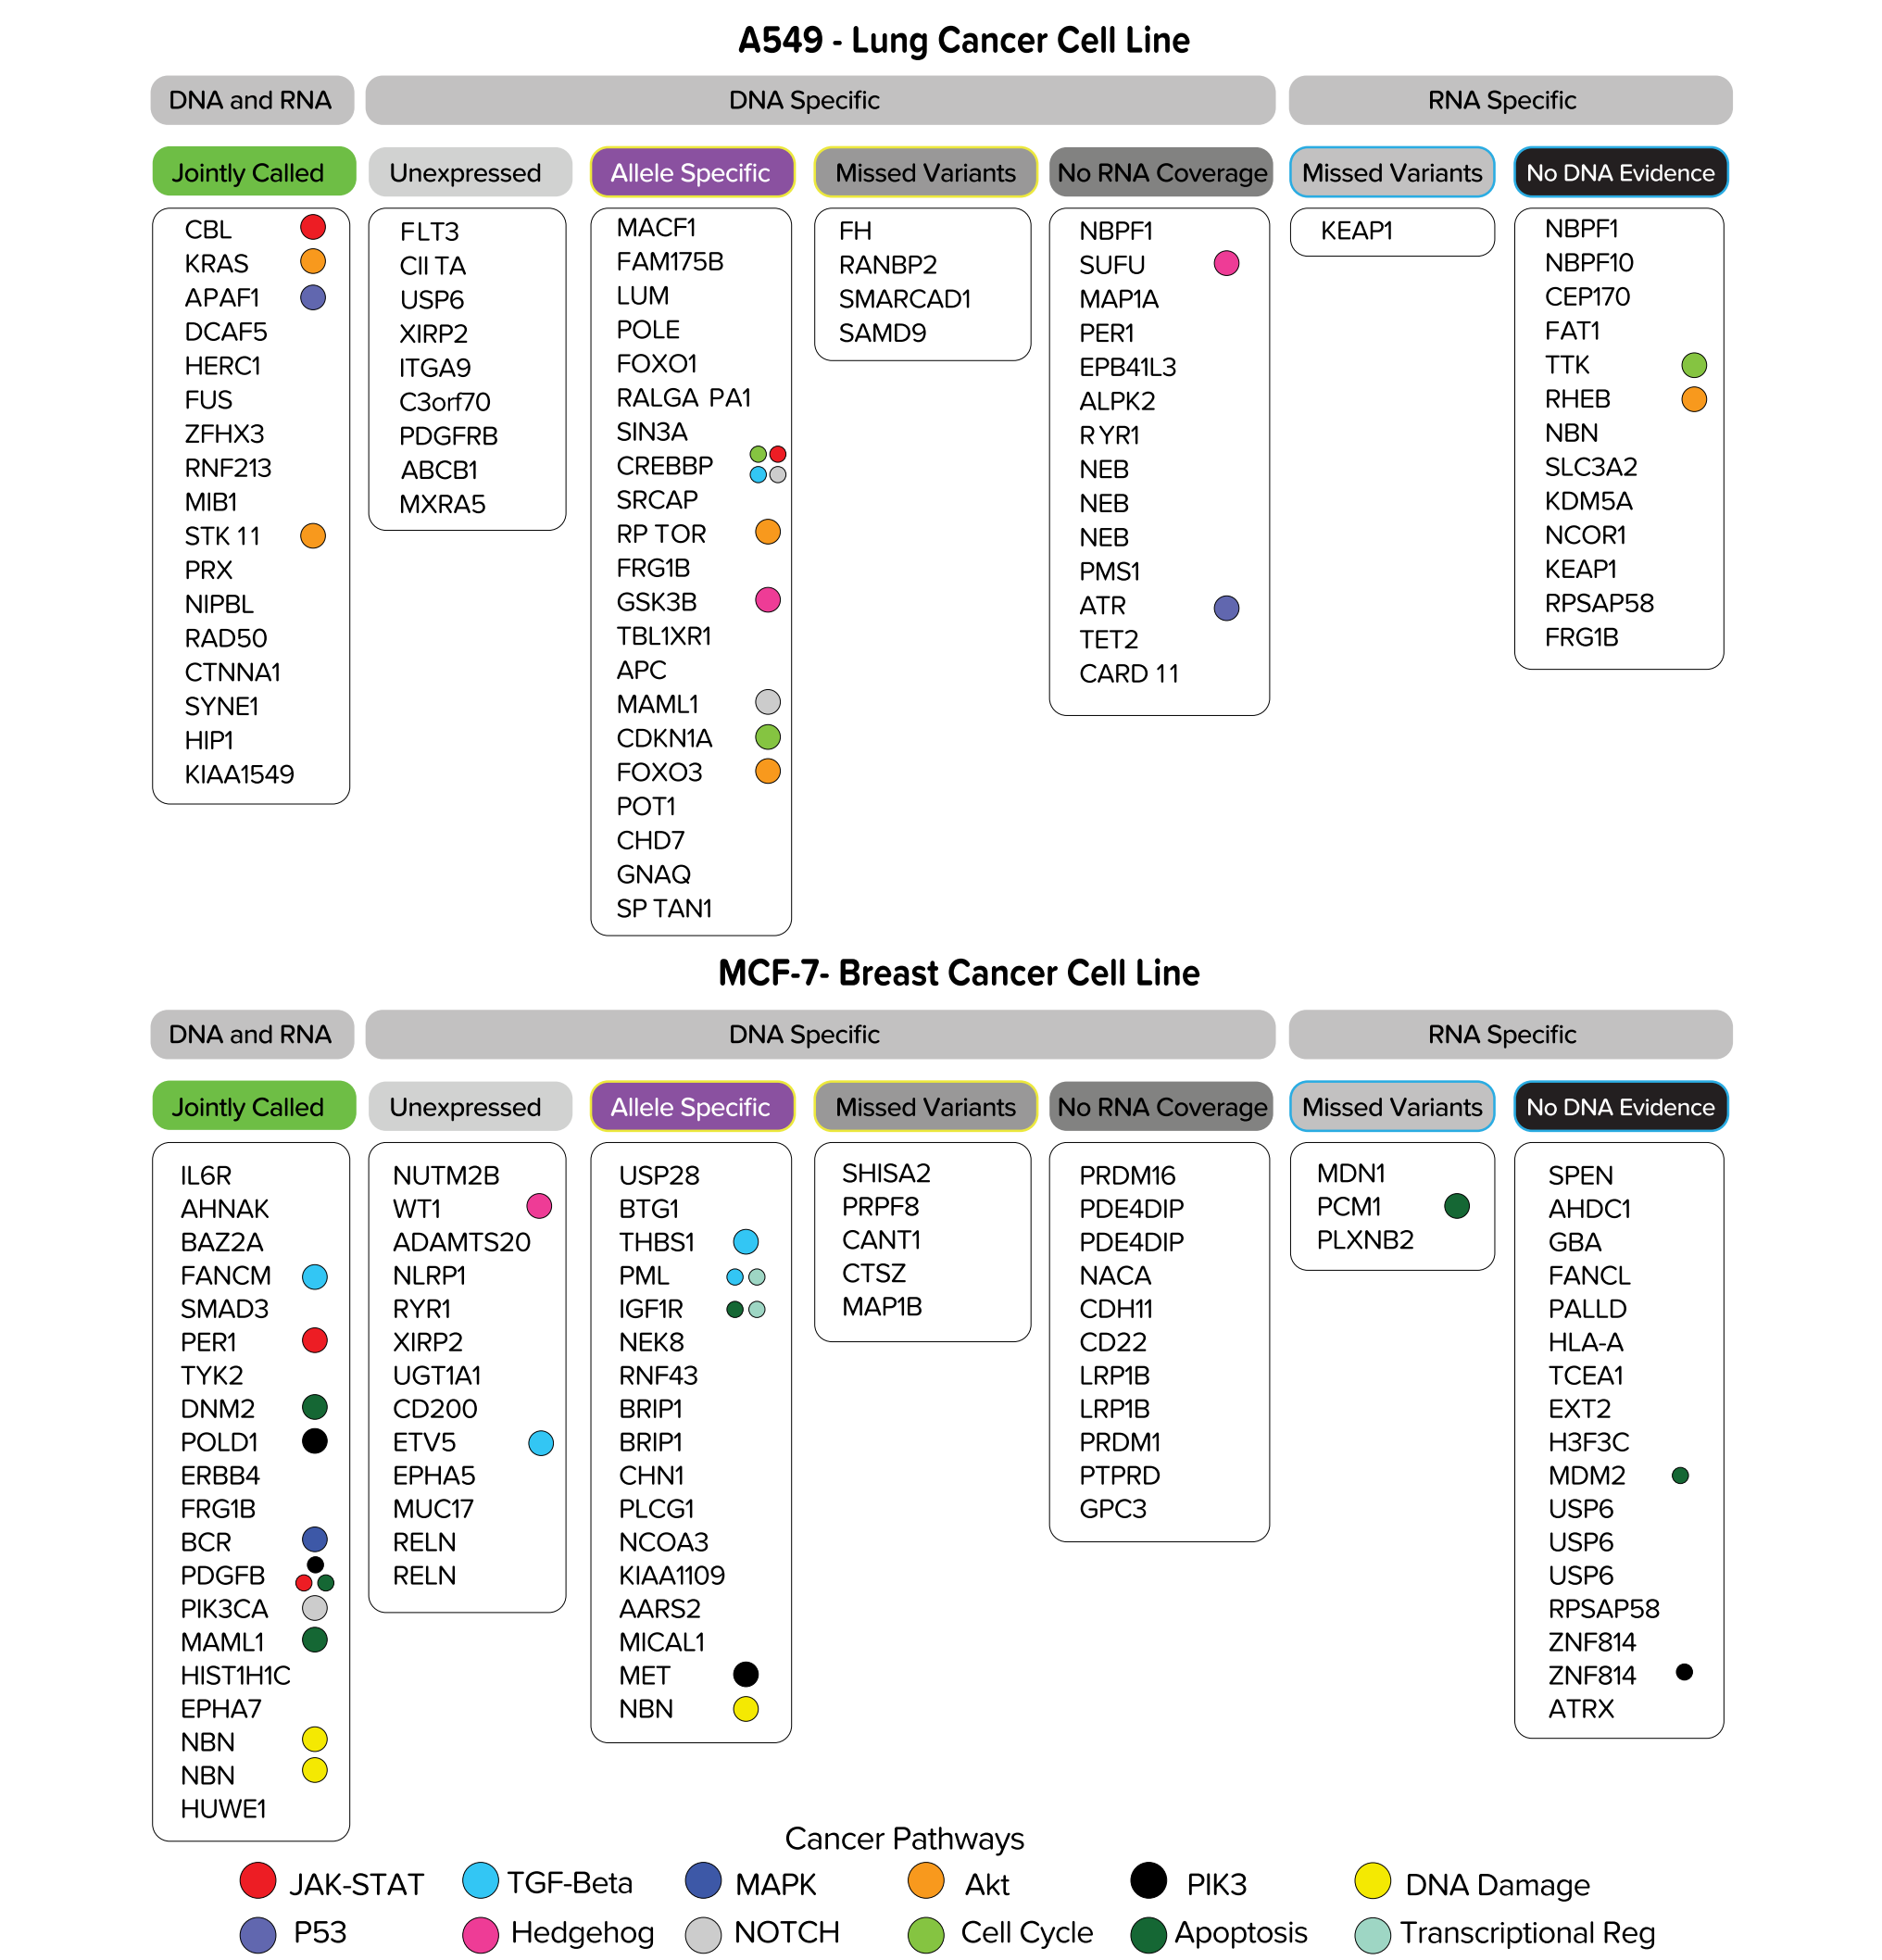 A549 - Lung Cancer Cell Line
DNA and RNA
DNA Specific
RNA Specific
Jointly Called
Unexpressed
Allele Specific
Missed Variants
No RNA Coverage
Missed Variants
No DNA Evidence
CBL
KRAS
APAF1
DCAF5
HERC1
FUS
ZFHX3
RNF213
MIB1
STK 11
PRX
NIPBL
RAD50
CTNNA1
SYNE1
HIP1
KIAA1549
FLT3
CII TA
USP6
XIRP2
ITGA9
C3orf70
PDGFRB
ABCB1
MXRA5
MACF1
FAM175B
LUM
POLE
FOXO1
RALGA PA1
SIN3A
CREBBP
SRCAP
RP TOR
FRG1B
GSK3B
TBL1XR1
APC
MAML1
CDKN1A
FOXO3
POT1
CHD7
GNAQ
SP TAN1
FH
RANBP2
SMARCAD1
SAMD9
NBPF1
SUFU
MAP1A
PER1
EPB41L3
ALPK2
RYR1
NEB
NEB
NEB
PMS1
ATR
TET2
CARD 11
KEAP1
NBPF1
NBPF10
CEP170
FAT1
TTK
RHEB
NBN
SLC3A2
KDM5A
NCOR1
KEAP1
RPSAP58
FRG1B
MCF-7- Breast Cancer Cell Line
DNA and RNA
DNA Specific
RNA Specific
Jointly Called
Unexpressed
Allele Specific
Missed Variants
No RNA Coverage
Missed Variants
No DNA Evidence
IL6R
AHNAK
BAZ2A
FANCM
SMAD3
PER1
TYK2
DNM2
POLD1
ERBB4
FRG1B
BCR
PDGFB
PIK3CA
MAML1
HIST1H1C
EPHA7
NBN
NBN
HUWE1
NUTM2B
WT1
ADAMTS20
NLRP1
RYR1
XIRP2
UGT1A1
CD200
ETV5
EPHA5
MUC17
RELN
RELN
USP28
BTG1
THBS1
PML
IGF1R
NEK8
RNF43
BRIP1
BRIP1
CHN1
PLCG1
NCOA3
KIAA1109
AARS2
MICAL1
MET
NBN
SHISA2
PRPF8
CANT1
CTSZ
MAP1B
PRDM16
PDE4DIP
PDE4DIP
NACA
CDH11
CD22
LRP1B
LRP1B
PRDM1
PTPRD
GPC3
MDN1
PCM1
PLXNB2
SPEN
AHDC1
GBA
FANCL
PALLD
HLA-A
TCEA1
EXT2
H3F3C
MDM2
USP6
USP6
USP6
RPSAP58
ZNF814
ZNF814
ATRX
Cancer Pathways
JAK-STAT
TGF-Beta
MAPK
Akt
PIK3
DNA Damage
P53
Hedgehog
NOTCH
Cell Cycle
Apoptosis
Transcriptional Reg